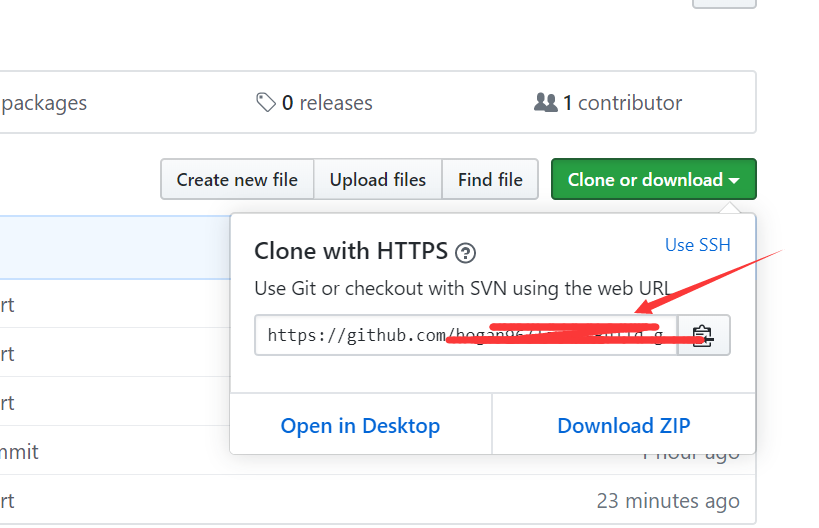 packages
0 releases
1 contributor
Create new file
Upload files
Find file
Clone or download
Clone with HTTPS ?
Use SSH
Use Git or checkout with SVN using the web URL
https://github.com/
Open in Desktop
Download ZIP
rt
rt
rt
mmit
1 hour ago
rt
23 minutes ago